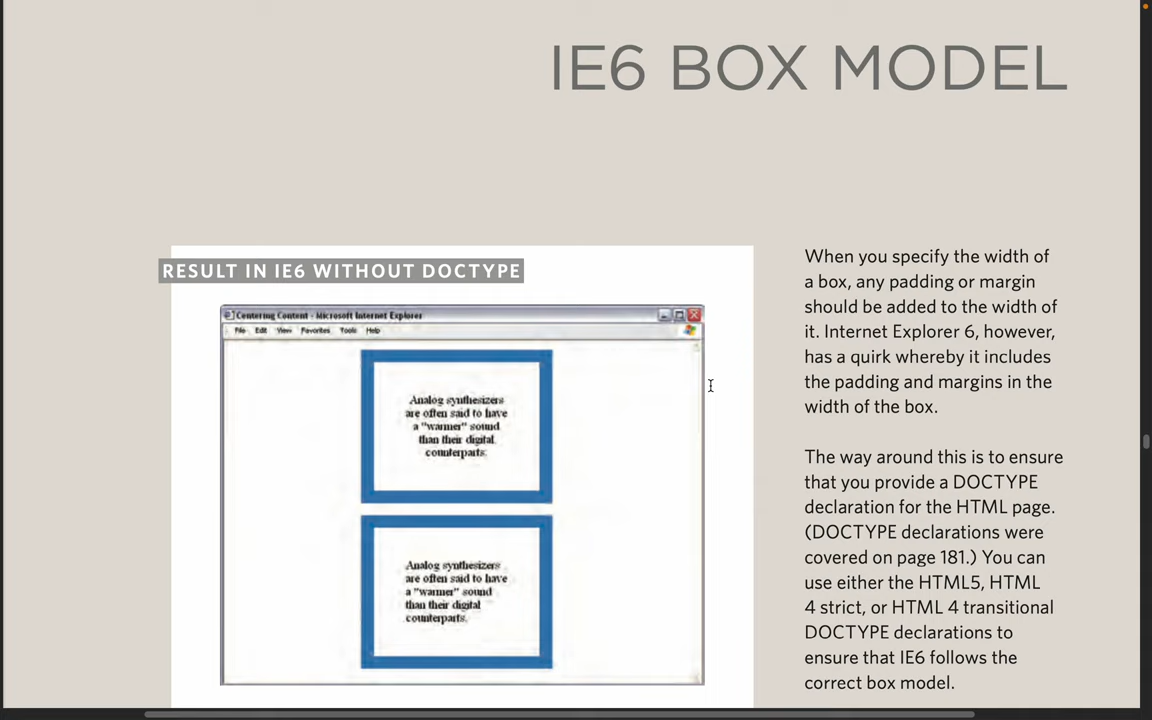 IE6 BOX MODEL
RESULT IN IE6 WITHOUT DOCTYPE
Centering Content - Microsoft Internet Explorer
File Edit View Favorites Tools Help
Analog synthesizers
are often said to have
a "warmer" sound
than their digital
counterparts.
Analog synthesizers
are often said to have
a "warmer" sound
than their digital
counterparts.
When you specify the width of
a box, any padding or margin
should be added to the width of
it. Internet Explorer 6, however,
has a quirk whereby it includes
the padding and margins in the
width of the box.
The way around this is to ensure
that you provide a DOCTYPE
declaration for the HTML page.
(DOCTYPE declarations were
covered on page 181.) You can
use either the HTML5, HTML
4 strict, or HTML 4 transitional
DOCTYPE declarations to
ensure that IE6 follows the
correct box model.